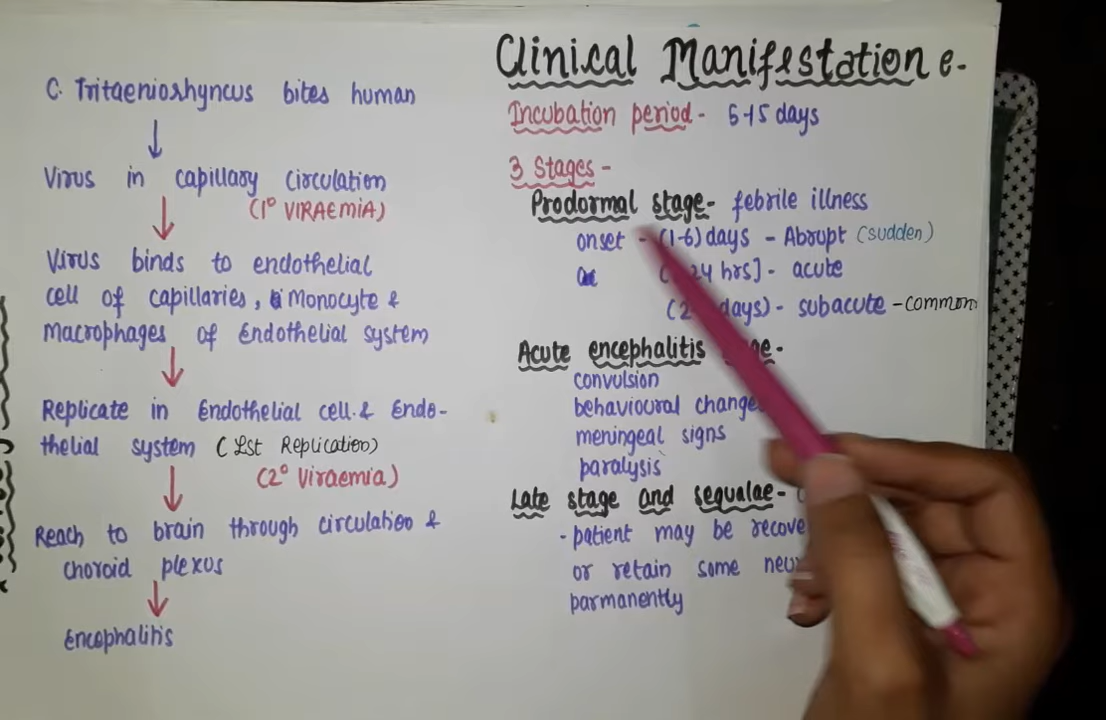 C. Tritaeniorhyncus bites human
Virus in capillary circulation
(1° VIRAEMIA)
Virus binds to endothelial
cell of capillaries, Monocyte &
Macrophages of Endothelial system
Replicate in Endothelial cell & Endo-
thelial system (Ist Replication)
(2° Viraemia)
Reach to brain through circulation &
choroid plexus
Encephalitis
Clinical Manifestation e.
Incubation period - 5-15 days
3 Stages -
Prodormal stage - febrile illness
onset - (1-6) days - Abrupt (sudden)
24 hrs] - acute
(2 days) - subacute - common
Acute encephalitis
convulsion
behavioural change
meningeal signs
paralysis
Late stage and sequalae -
- patient may be
or retain some
parmanently